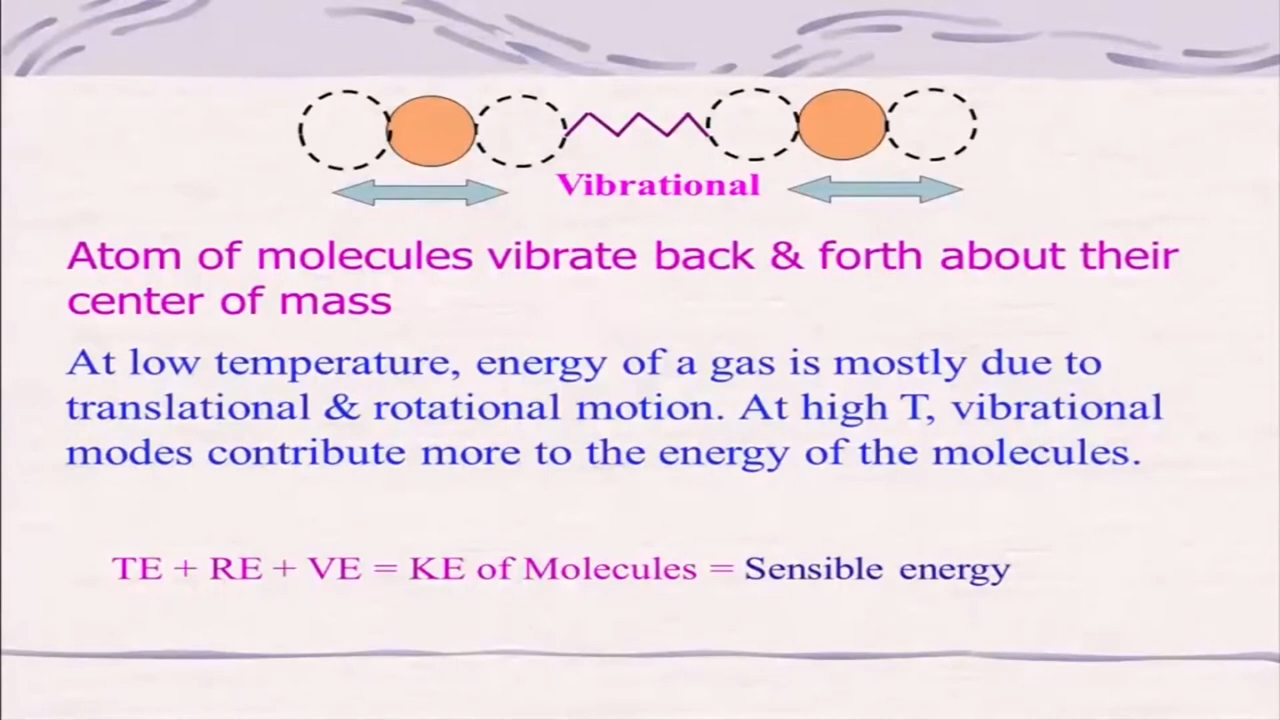 Vibrational
Atom of molecules vibrate back & forth about their
center of mass
At low temperature, energy of a gas is mostly due to
translational & rotational motion. At high T, vibrational
modes contribute more to the energy of the molecules.
TE + RE + VE = KE of Molecules = Sensible energy